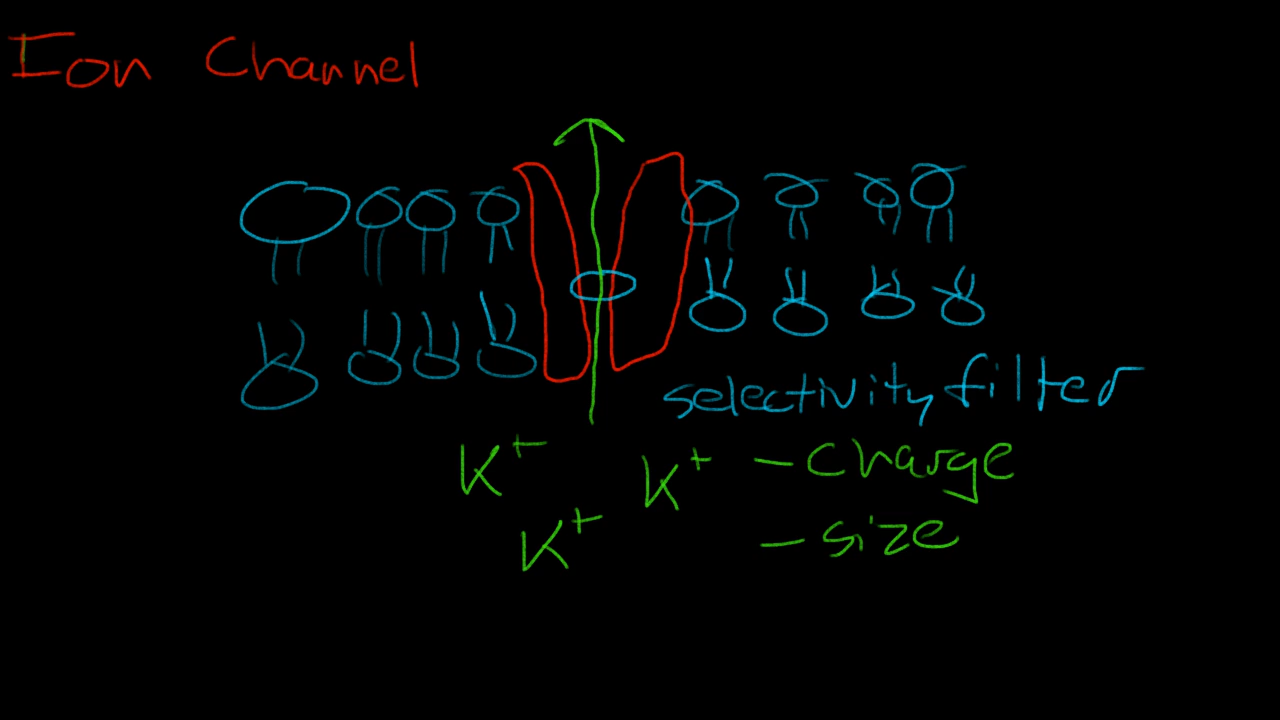 Ion Channel
selectivity filter
K+ K+ - charge
K+ - size